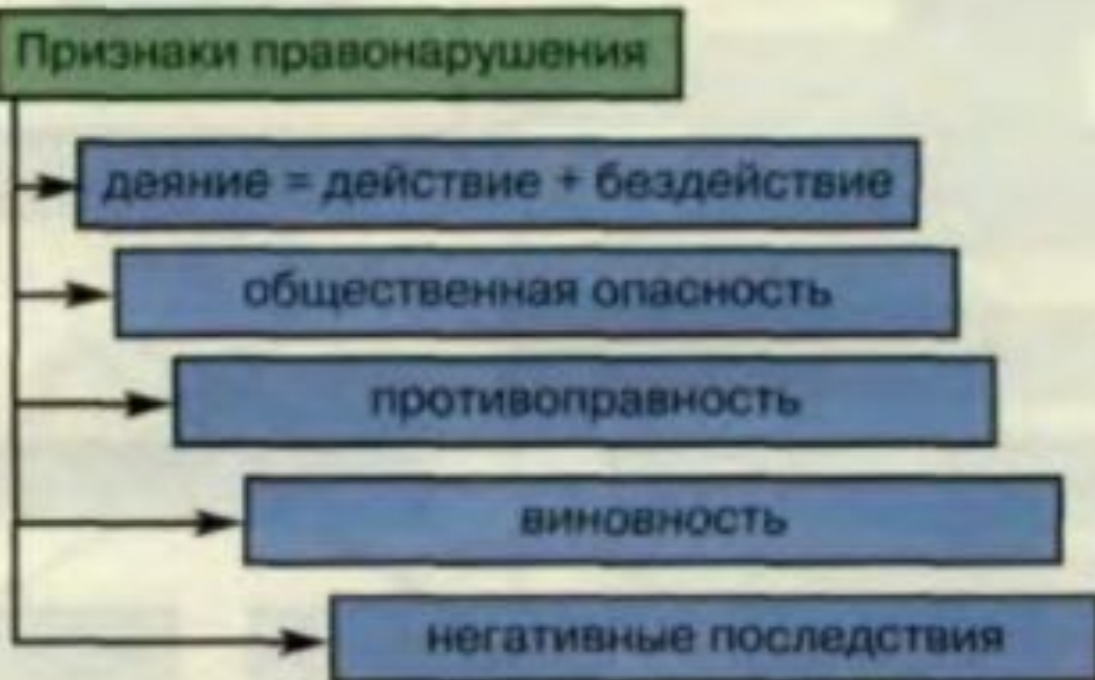 Признаки правонарушения
деяние = действие + бездействие
общественная опасность
противоправность
виновность
негативные последствия